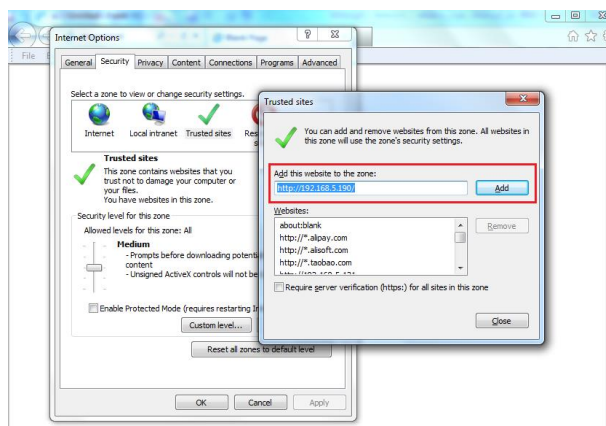 Internet Options
File
General Security Privacy Content Connections Programs Advanced
Select a zone to view or change security settings.
Internet Local intranet Trusted sites
Trusted sites
This zone contains websites that you
trust not to damage your computer or
your files.
You have websites in this zone.
Security level for this zone
Allowed levels for this zone: All
Medium
- Prompts before downloading
content
- Unsigned ActiveX controls will not be
Enable Protected Mode (requires restarting
Custom level...
Reset all zones to default level
OK Cancel Apply
Trusted sites
You can add and remove websites from this zone. All websites in
this zone will use the zone's security settings.
Add this website to the zone:
http://192.168.5.190/ Add
Websites:
about:blank Remove
http://*.alipay.com
http://*.alisoft.com
http://*.taobao.com
Require server verification (https:) for all sites in this zone
Close